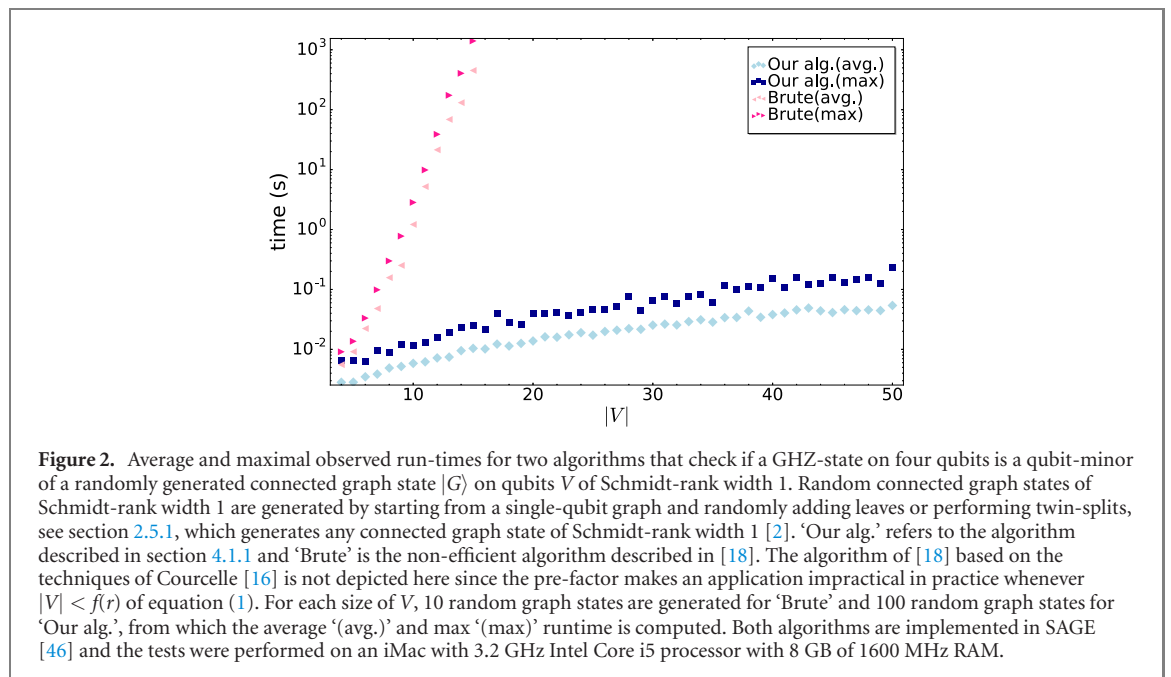 10³
10²
10¹
10⁰
10⁻¹
10⁻²
time (s)
10
20
30
40
50
|V|
Our alg.(avg.)
Our alg.(max)
Brute(avg.)
Brute(max)
Figure 2. Average and maximal observed run-times for two algorithms that check if a GHZ-state on four qubits is a qubit-minor
of a randomly generated connected graph state |G⟩ on qubits V of Schmidt-rank width 1. Random connected graph states of
Schmidt-rank width 1 are generated by starting from a single-qubit graph and randomly adding leaves or performing twin-splits,
see section 2.5.1, which generates any connected graph state of Schmidt-rank width 1 [2]. ‘Our alg.’ refers to the algorithm
described in section 4.1.1 and ‘Brute’ is the non-efficient algorithm described in [18]. The algorithm of [18] based on the
techniques of Courcelle [16] is not depicted here since the pre-factor makes an application impractical in practice whenever
|V| < f(r) of equation (1). For each size of V, 10 random graph states are generated for ‘Brute’ and 100 random graph states for
‘Our alg.’, from which the average ‘(avg.)’ and max ‘(max)’ runtime is computed. Both algorithms are implemented in SAGE
[46] and the tests were performed on an iMac with 3.2 GHz Intel Core i5 processor with 8 GB of 1600 MHz RAM.